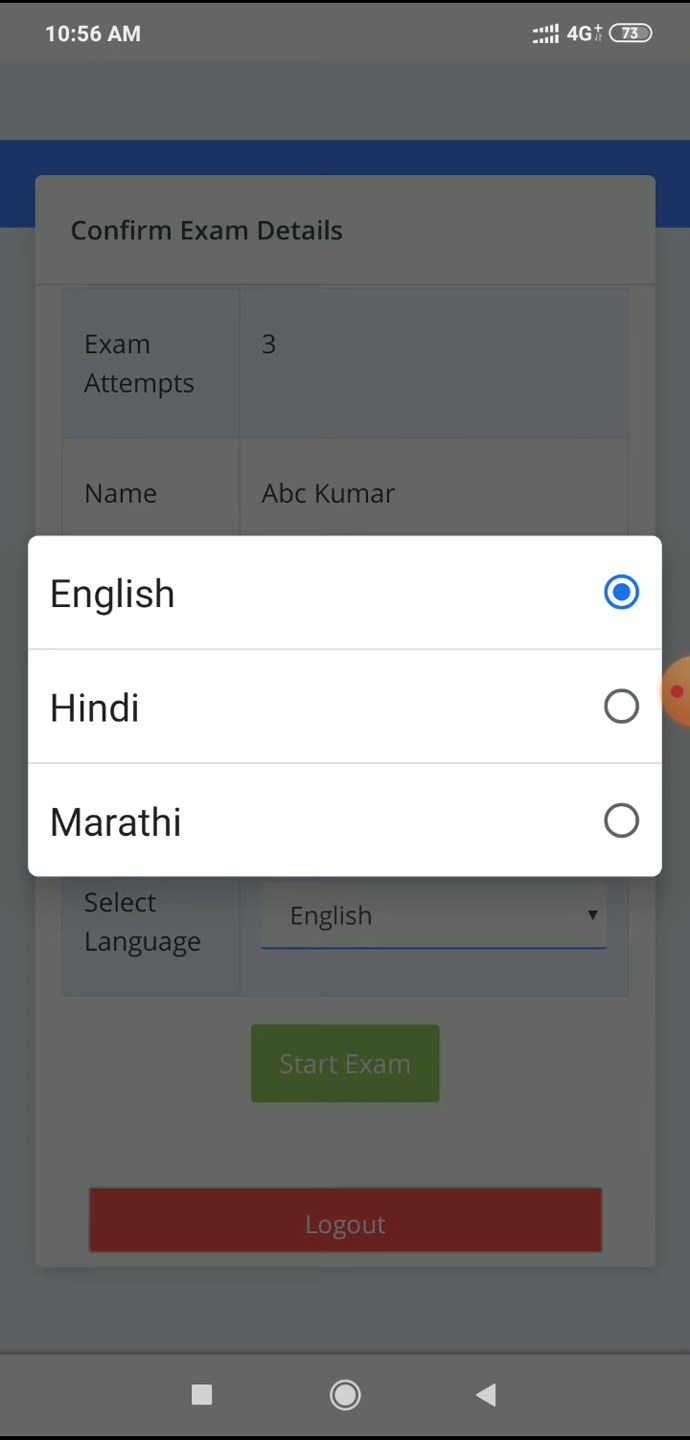 10:56 AM 4G+ 73
Confirm Exam Details
Exam 3
Attempts
Name Abc Kumar
English
Hindi
Marathi
Select
Language
English
Start Exam
Logout